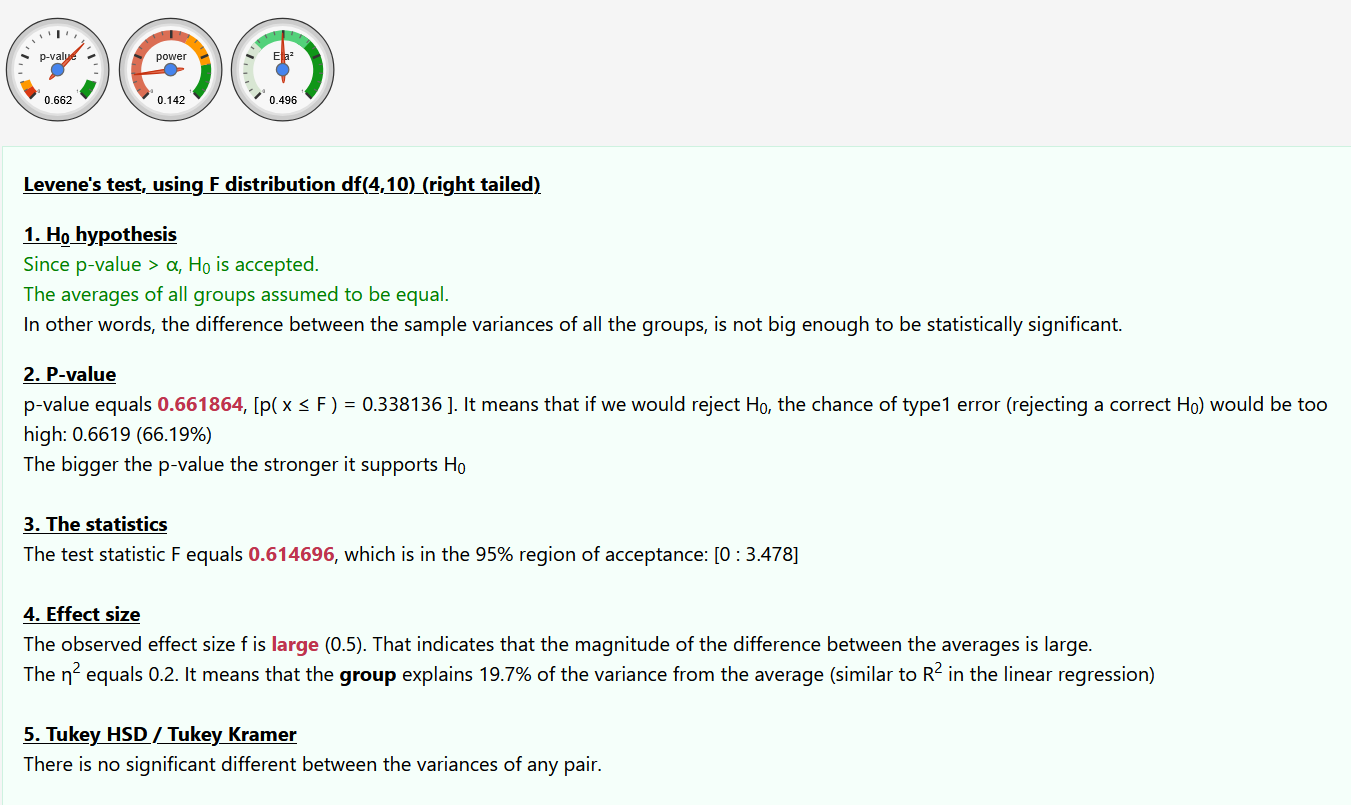 p-value power Eta²
0.662 0.142 0.496
Levene's test, using F distribution df(4,10) (right tailed)
1. H₀ hypothesis
Since p-value > α, H₀ is accepted.
The averages of all groups assumed to be equal.
In other words, the difference between the sample variances of all the groups, is not big enough to be statistically significant.
2. P-value
p-value equals 0.661864, [p( x ≤ F ) = 0.338136 ]. It means that if we would reject H₀, the chance of type1 error (rejecting a correct H₀) would be too
high: 0.6619 (66.19%)
The bigger the p-value the stronger it supports H₀
3. The statistics
The test statistic F equals 0.614696, which is in the 95% region of acceptance: [0 : 3.478]
4. Effect size
The observed effect size f is large (0.5). That indicates that the magnitude of the difference between the averages is large.
The η² equals 0.2. It means that the group explains 19.7% of the variance from the average (similar to R² in the linear regression)
5. Tukey HSD / Tukey Kramer
There is no significant different between the variances of any pair.